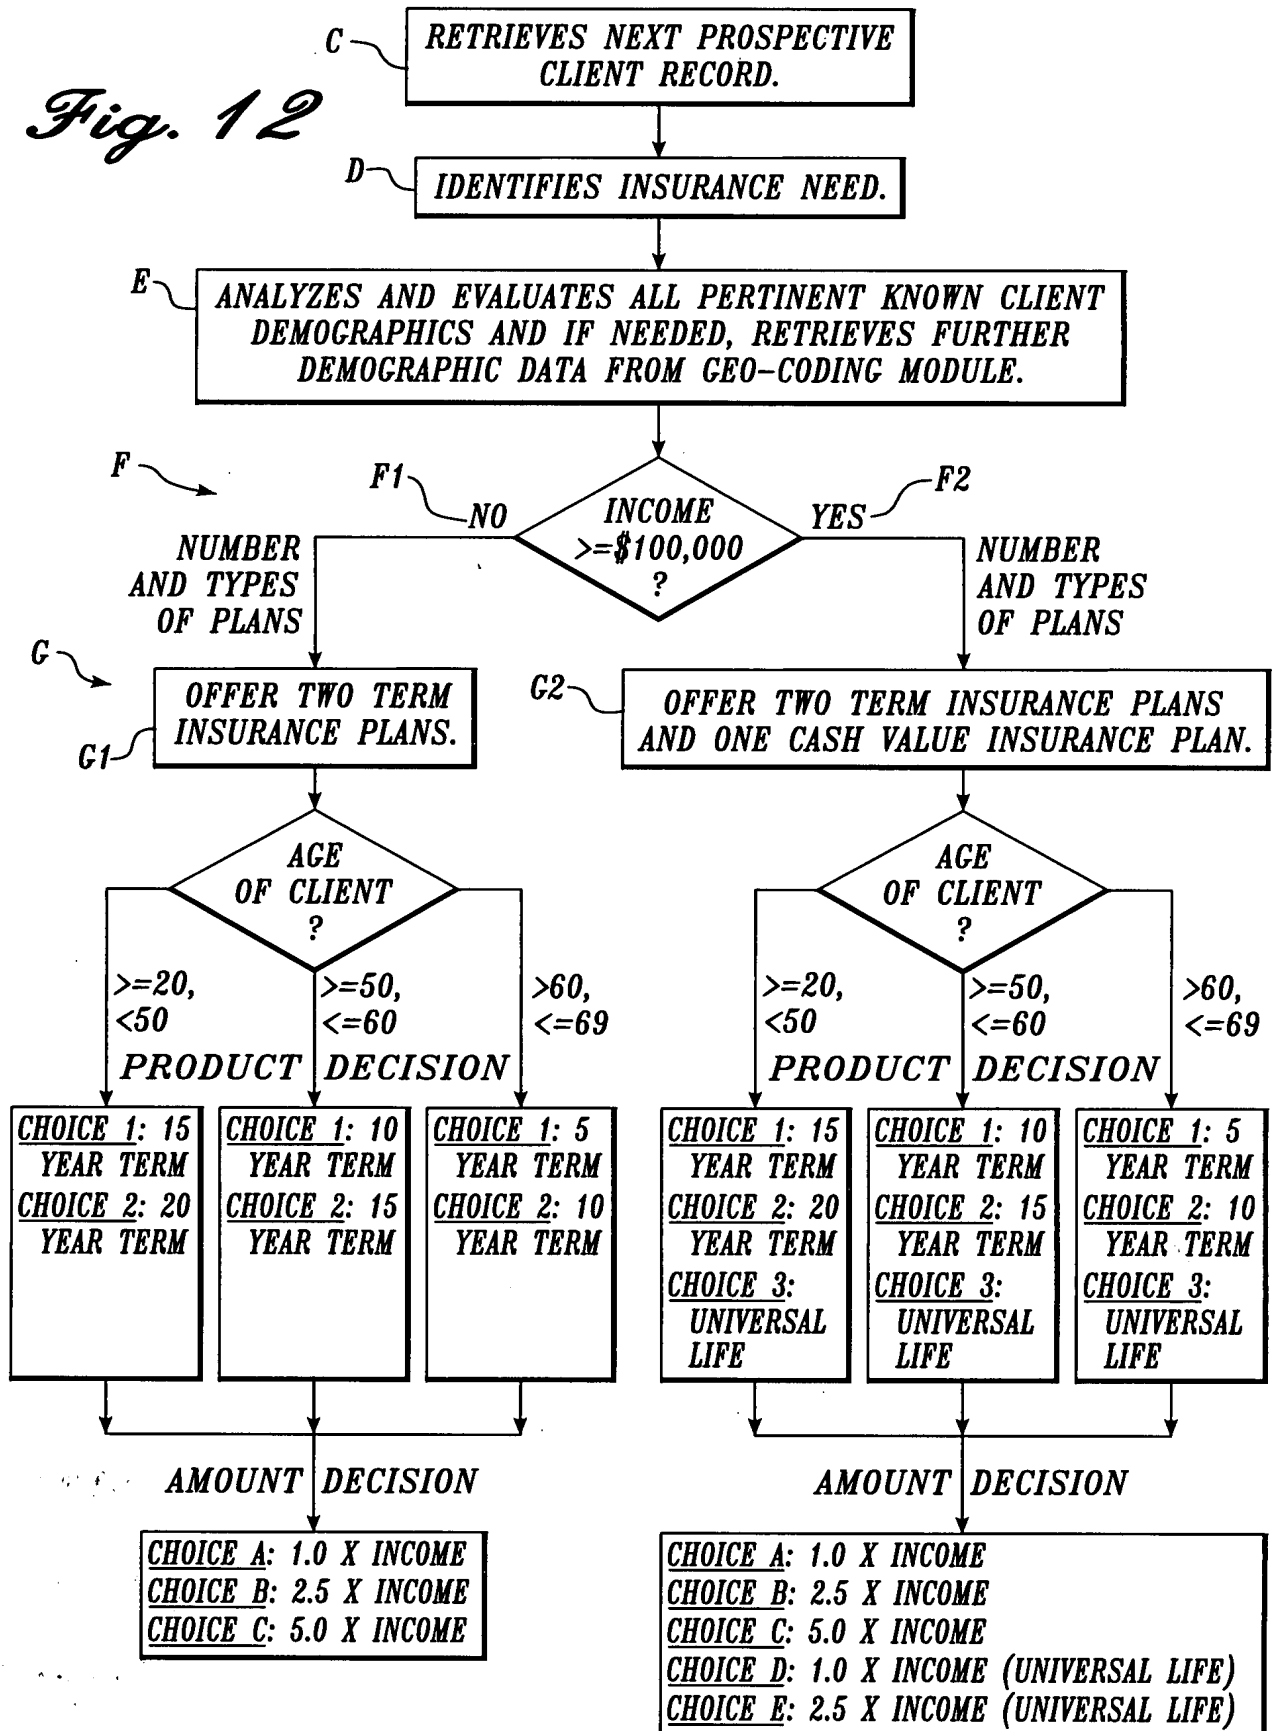 Fig. 12
C
RETRIEVES NEXT PROSPECTIVE
CLIENT RECORD.
D
IDENTIFIES INSURANCE NEED.
E
ANALYZES AND EVALUATES ALL PERTINENT KNOWN CLIENT
DEMOGRAPHICS AND IF NEEDED, RETRIEVES FURTHER
DEMOGRAPHIC DATA FROM GEO-CODING MODULE.
F
F1
NO
INCOME
>=$100,000
?
YES
F2
NUMBER
AND TYPES
OF PLANS
NUMBER
AND TYPES
OF PLANS
G
G1
OFFER TWO TERM
INSURANCE PLANS.
G2
OFFER TWO TERM INSURANCE PLANS
AND ONE CASH VALUE INSURANCE PLAN.
AGE
OF CLIENT
?
>=20,
<50
>=50,
<=60
>60,
<=69
PRODUCT DECISION
CHOICE 1: 15
YEAR TERM
CHOICE 2: 20
YEAR TERM
CHOICE 1: 10
YEAR TERM
CHOICE 2: 15
YEAR TERM
CHOICE 1: 5
YEAR TERM
CHOICE 2: 10
YEAR TERM
AMOUNT DECISION
CHOICE A: 1.0 X INCOME
CHOICE B: 2.5 X INCOME
CHOICE C: 5.0 X INCOME
AGE
OF CLIENT
?
>=20,
<50
>=50,
<=60
>60,
<=69
PRODUCT DECISION
CHOICE 1: 15
YEAR TERM
CHOICE 2: 20
YEAR TERM
CHOICE 3:
UNIVERSAL
LIFE
CHOICE 1: 10
YEAR TERM
CHOICE 2: 15
YEAR TERM
CHOICE 3:
UNIVERSAL
LIFE
CHOICE 1: 5
YEAR TERM
CHOICE 2: 10
YEAR TERM
CHOICE 3:
UNIVERSAL
LIFE
AMOUNT DECISION
CHOICE A: 1.0 X INCOME
CHOICE B: 2.5 X INCOME
CHOICE C: 5.0 X INCOME
CHOICE D: 1.0 X INCOME (UNIVERSAL LIFE)
CHOICE E: 2.5 X INCOME (UNIVERSAL LIFE)